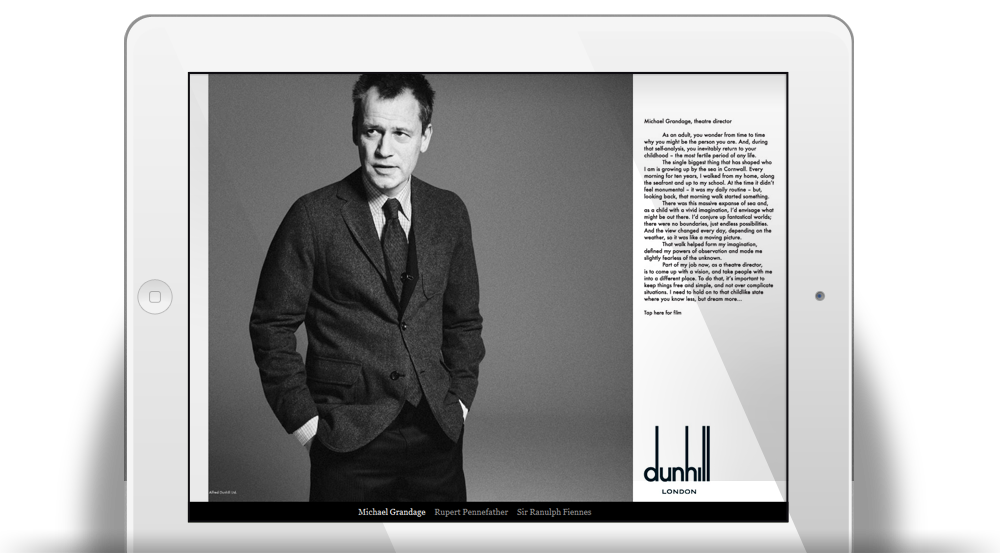 Michael Grandage, theatre director
As an adult, you wonder from time to time
why you might be the person you are. And, during
that self-analysis, you inevitably return to your
childhood – the most fertile period of any life.
The single biggest thing that has shaped who
I am is growing up by the sea in Cornwall. Every
morning for ten years, I walked from my home, along
the seafront and up to my school. At the time it didn't
feel monumental – it was my daily routine – but,
looking back, that morning walk started something.
There was this massive expanse of sea and,
as a child with a vivid imagination, I'd envisage what
might be out there. I'd conjure up fantastical worlds;
there were no boundaries, just endless possibilities.
And the view changed every day, depending on the
weather, so it was like a moving picture.
That walk helped form my imagination,
defined my powers of observation and made me
slightly fearless of the unknown.
Part of my job now, as a theatre director,
is to come up with a vision, and take people with me
into a different place. To do that, it's important to
keep things free and simple, and not over complicate
situations. I need to hold on to that childlike state
where you know less, but dream more...
Tap here for film
dunhill
LONDON
Alfred Dunhill Ltd.
Michael Grandage Rupert Pennefather Sir Ranulph Fiennes